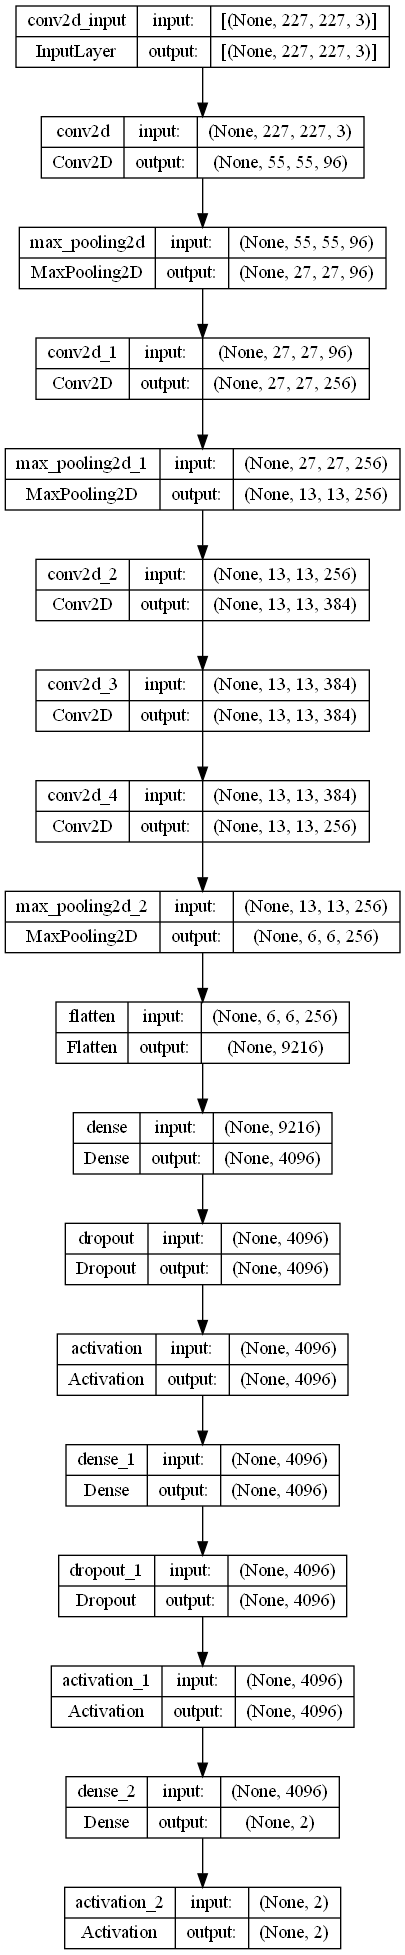 conv2d_input input: [(None, 227, 227, 3)]
InputLayer output: [(None, 227, 227, 3)]
conv2d input: (None, 227, 227, 3)
Conv2D output: (None, 55, 55, 96)
max_pooling2d input: (None, 55, 55, 96)
MaxPooling2D output: (None, 27, 27, 96)
conv2d_1 input: (None, 27, 27, 96)
Conv2D output: (None, 27, 27, 256)
max_pooling2d_1 input: (None, 27, 27, 256)
MaxPooling2D output: (None, 13, 13, 256)
conv2d_2 input: (None, 13, 13, 256)
Conv2D output: (None, 13, 13, 384)
conv2d_3 input: (None, 13, 13, 384)
Conv2D output: (None, 13, 13, 384)
conv2d_4 input: (None, 13, 13, 384)
Conv2D output: (None, 13, 13, 256)
max_pooling2d_2 input: (None, 13, 13, 256)
MaxPooling2D output: (None, 6, 6, 256)
flatten input: (None, 6, 6, 256)
Flatten output: (None, 9216)
dense input: (None, 9216)
Dense output: (None, 4096)
dropout input: (None, 4096)
Dropout output: (None, 4096)
activation input: (None, 4096)
Activation output: (None, 4096)
dense_1 input: (None, 4096)
Dense output: (None, 4096)
dropout_1 input: (None, 4096)
Dropout output: (None, 4096)
activation_1 input: (None, 4096)
Activation output: (None, 4096)
dense_2 input: (None, 4096)
Dense output: (None, 2)
activation_2 input: (None, 2)
Activation output: (None, 2)